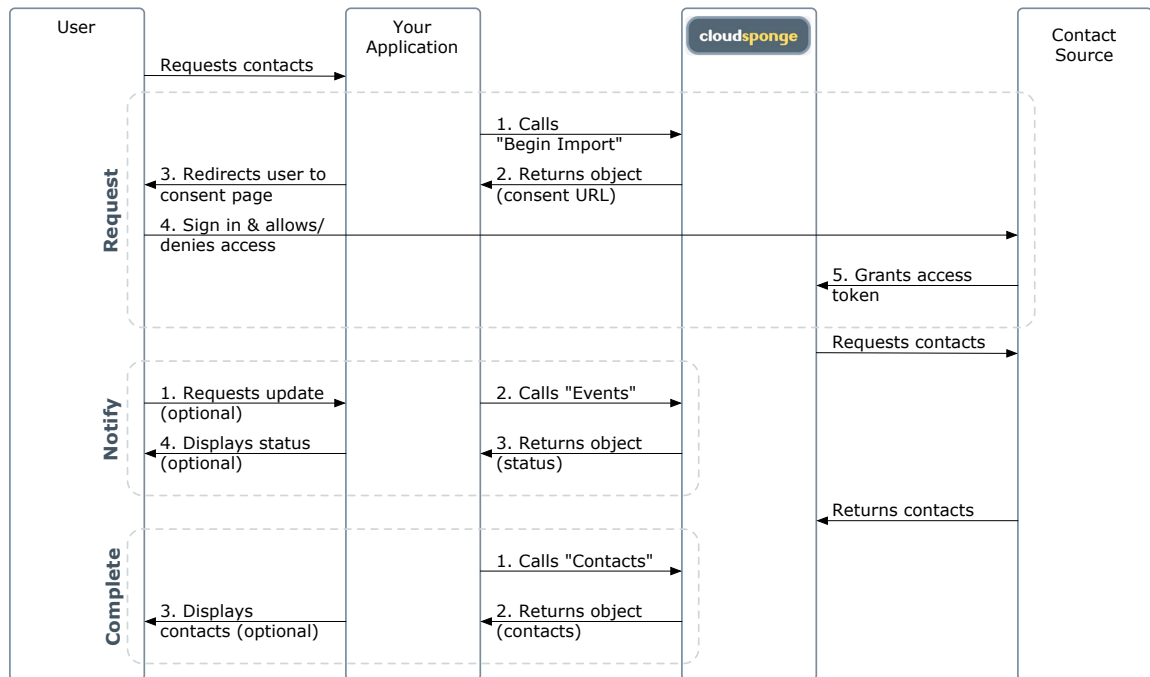 User
Your
Application
cloudsponge
Contact
Source
Requests contacts
Request
1. Calls
"Begin Import"
3. Redirects user to
consent page
2. Returns object
(consent URL)
4. Sign in & allows/
denies access
5. Grants access
token
Requests contacts
Notify
1. Requests update
(optional)
2. Calls "Events"
4. Displays status
(optional)
3. Returns object
(status)
Returns contacts
Complete
1. Calls "Contacts"
3. Displays
contacts (optional)
2. Returns object
(contacts)